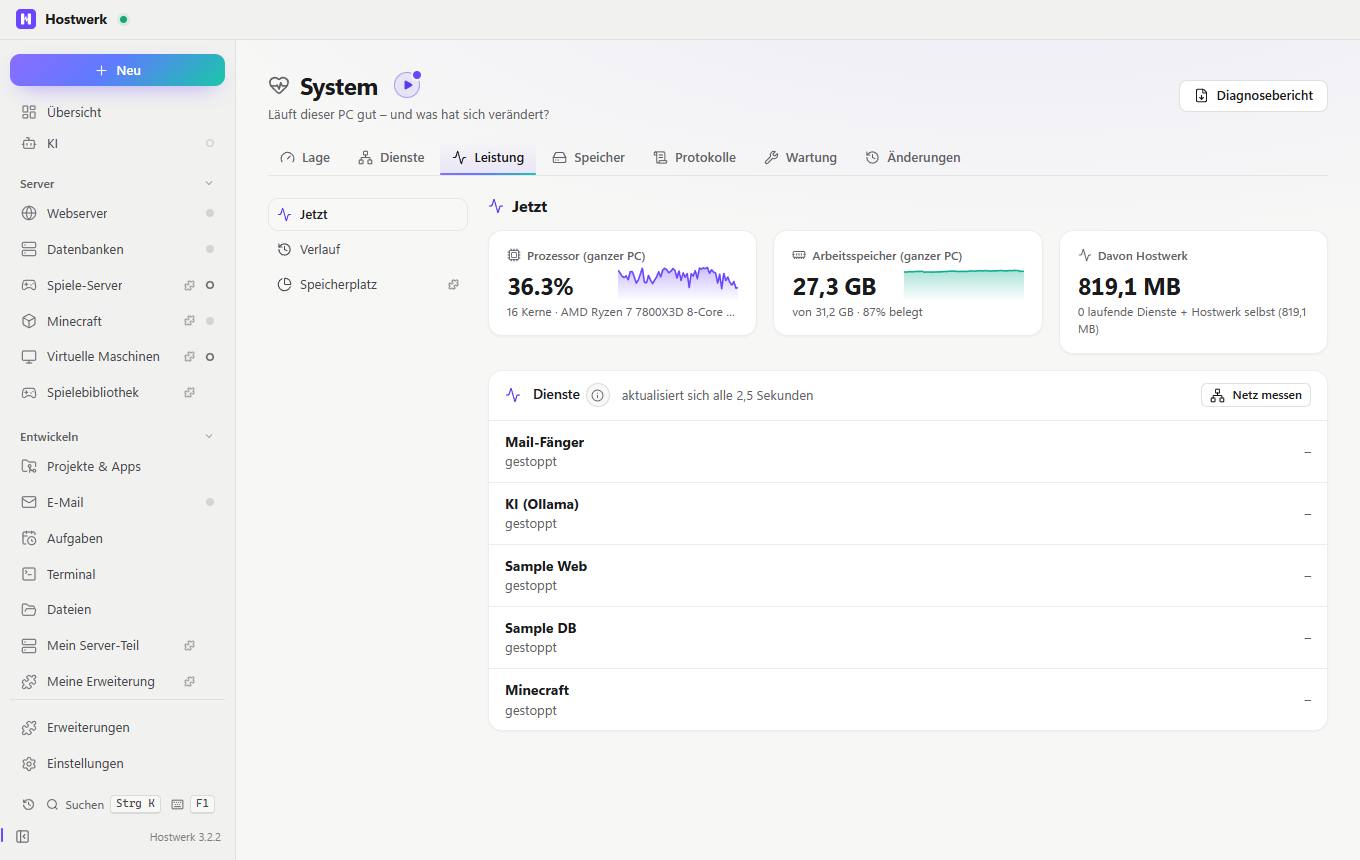 Hostwerk
Neu
Übersicht
KI
Server
Webserver
Datenbanken
Spiele-Server
Minecraft
Virtuelle Maschinen
Spielebibliothek
Entwickeln
Projekte & Apps
E-Mail
Aufgaben
Terminal
Dateien
Mein Server-Teil
Meine Erweiterung
Erweiterungen
Einstellungen
Suchen Strg K F1
Hostwerk 3.2.2
System
Läuft dieser PC gut – und was hat sich verändert?
Diagnosebericht
Lage Dienste Leistung Speicher Protokolle Wartung Änderungen
Jetzt
Verlauf
Speicherplatz
Jetzt
Prozessor (ganzer PC)
36.3%
16 Kerne · AMD Ryzen 7 7800X3D 8-Core ...
Arbeitsspeicher (ganzer PC)
27,3 GB
von 31,2 GB · 87% belegt
Davon Hostwerk
819,1 MB
0 laufende Dienste + Hostwerk selbst (819,1
MB)
Dienste aktualisiert sich alle 2,5 Sekunden Netz messen
Mail-Fänger
gestoppt –
KI (Ollama)
gestoppt –
Sample Web
gestoppt –
Sample DB
gestoppt –
Minecraft
gestoppt –